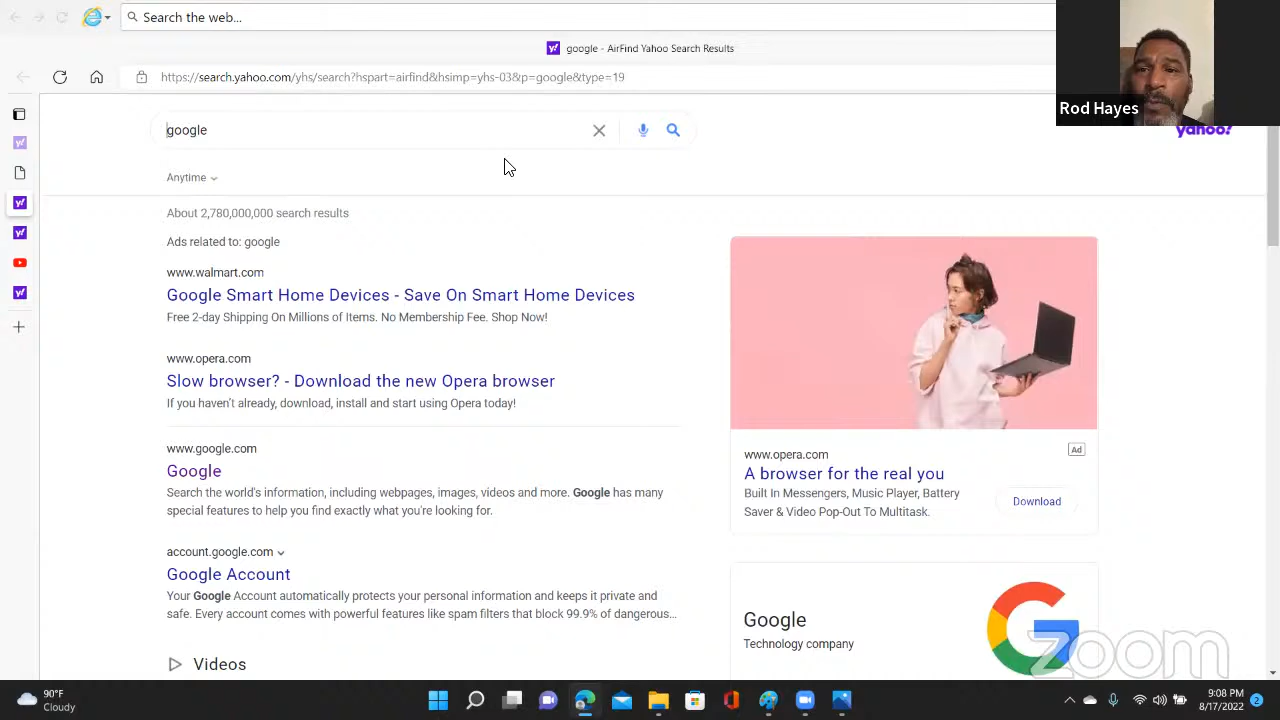 Search the web...
google - AirFind Yahoo Search Results
https://search.yahoo.com/yhs/search?hspart=airfind&hsimp=yhs-03&p=google&type=19
Rod Hayes
google
yahoo!
Anytime
About 2,780,000,000 search results
Ads related to: google
www.walmart.com
Google Smart Home Devices - Save On Smart Home Devices
Free 2-day Shipping On Millions of Items. No Membership Fee. Shop Now!
www.opera.com
Slow browser? - Download the new Opera browser
If you haven't already, download, install and start using Opera today!
www.google.com
Google
Search the world's information, including webpages, images, videos and more. Google has many
special features to help you find exactly what you're looking for.
account.google.com
Google Account
Your Google Account automatically protects your personal information and keeps it private and
safe. Every account comes with powerful features like spam filters that block 99.9% of dangerous...
Videos
www.opera.com
Ad
A browser for the real you
Built In Messengers, Music Player, Battery
Saver & Video Pop-Out To Multitask.
Download
Google
Technology company
zoom
90°F
Cloudy
9:08 PM
8/17/2022
2